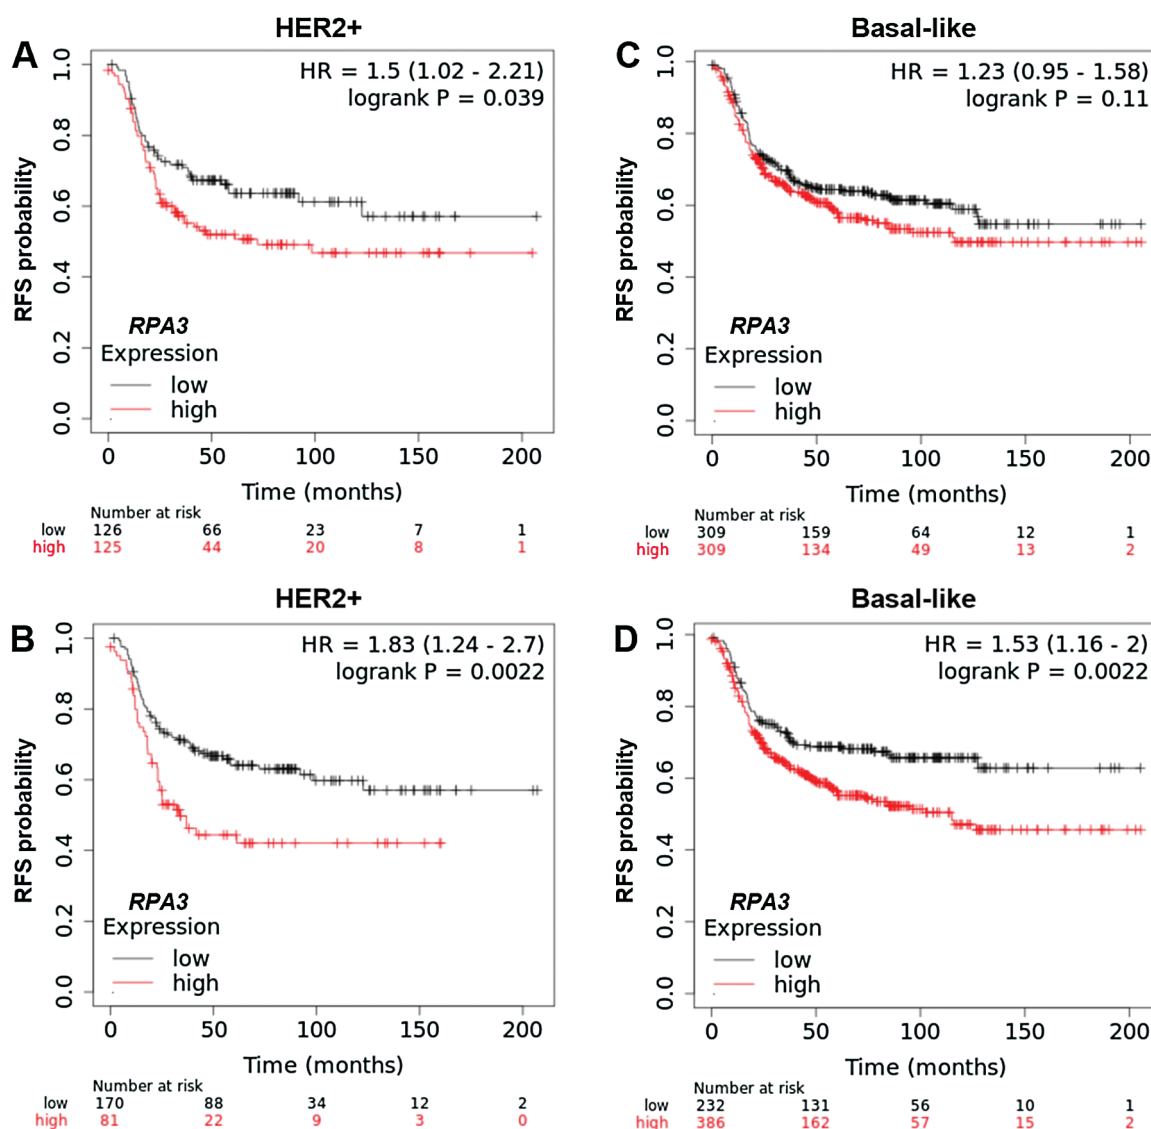 A
HER2+
HR = 1.5 (1.02 - 2.21)
logrank P = 0.039
RFS probability
1.0
0.8
0.6
0.4
0.2
0.0
RPA3
Expression
low
high
0 50 100 150 200
Time (months)
Number at risk
low 126 66 23 7 1
high 125 44 20 8 1
C
Basal-like
HR = 1.23 (0.95 - 1.58)
logrank P = 0.11
RFS probability
1.0
0.8
0.6
0.4
0.2
0.0
RPA3
Expression
low
high
0 50 100 150 200
Time (months)
Number at risk
low 309 159 64 12 1
high 309 134 49 13 2
B
HER2+
HR = 1.83 (1.24 - 2.7)
logrank P = 0.0022
RFS probability
1.0
0.8
0.6
0.4
0.2
0.0
RPA3
Expression
low
high
0 50 100 150 200
Time (months)
Number at risk
low 170 88 34 12 2
high 81 22 9 3 0
D
Basal-like
HR = 1.53 (1.16 - 2)
logrank P = 0.0022
RFS probability
1.0
0.8
0.6
0.4
0.2
0.0
RPA3
Expression
low
high
0 50 100 150 200
Time (months)
Number at risk
low 232 131 56 10 1
high 386 162 57 15 2